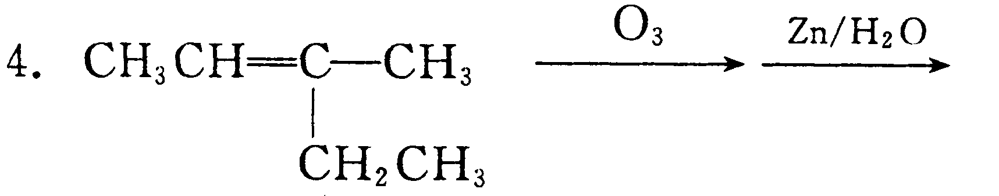 O₃ Zn/H₂O
4. CH₃CH=C—CH₃
CH₂CH₃